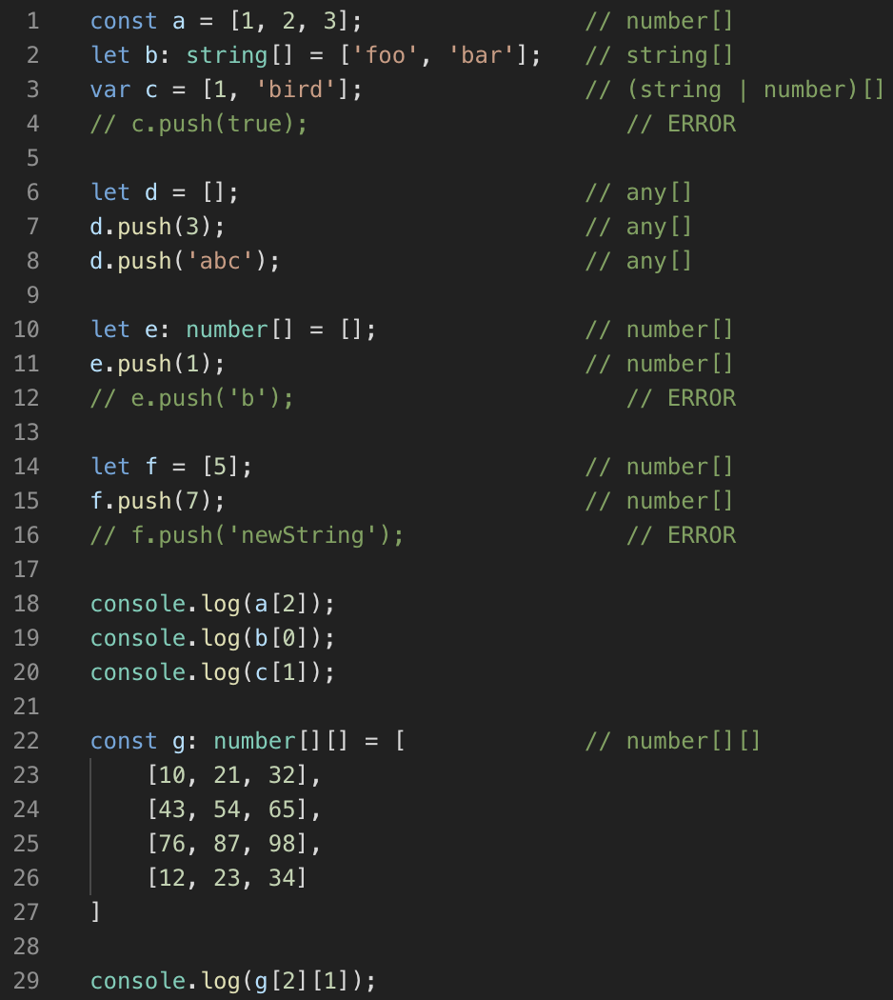 1 const a = [1, 2, 3]; // number[]
2 let b: string[] = ['foo', 'bar']; // string[]
3 var c = [1, 'bird']; // (string | number)[]
4 // c.push(true); // ERROR
5
6 let d = []; // any[]
7 d.push(3); // any[]
8 d.push('abc'); // any[]
9
10 let e: number[] = []; // number[]
11 e.push(1); // number[]
12 // e.push('b'); // ERROR
13
14 let f = [5]; // number[]
15 f.push(7); // number[]
16 // f.push('newString'); // ERROR
17
18 console.log(a[2]);
19 console.log(b[0]);
20 console.log(c[1]);
21
22 const g: number[][] = [ // number[][]
23 [10, 21, 32],
24 [43, 54, 65],
25 [76, 87, 98],
26 [12, 23, 34]
27 ]
28
29 console.log(g[2][1]);